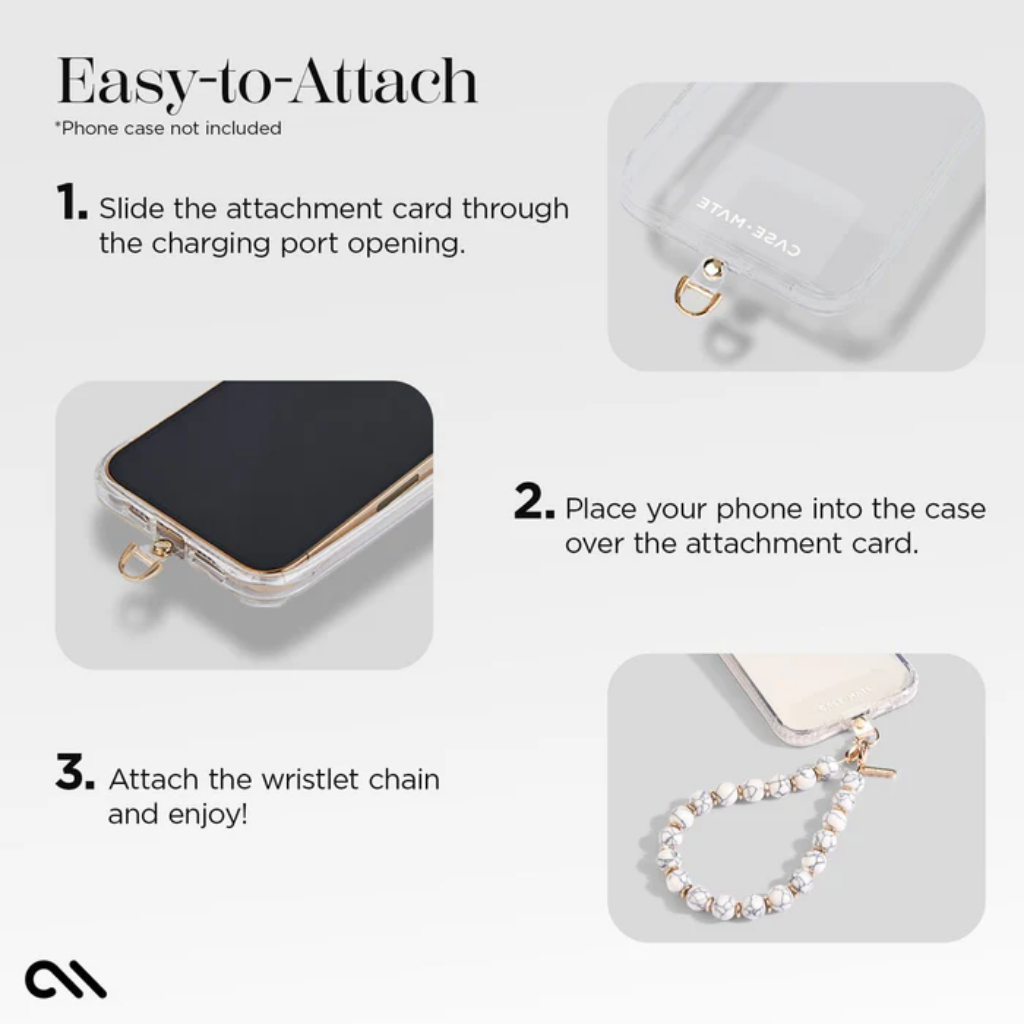 Easy-to-Attach
*Phone case not included
1. Slide the attachment card through
the charging port opening.
CASE-MATE
2. Place your phone into the case
over the attachment card.
3. Attach the wristlet chain
and enjoy!